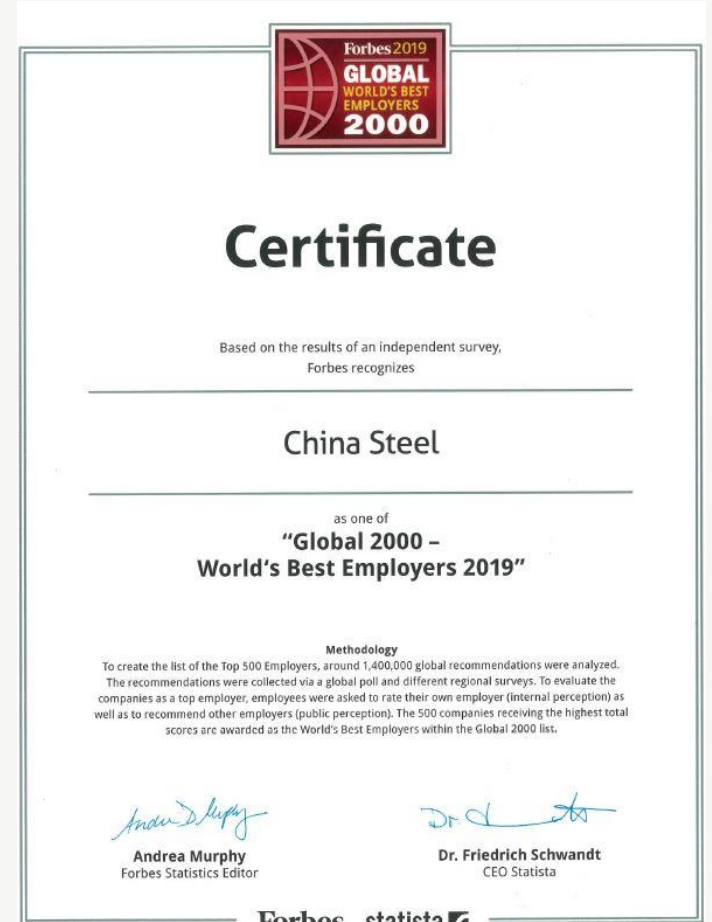 Forbes 2019
GLOBAL
WORLD'S BEST
EMPLOYERS
2000
Certificate
Based on the results of an independent survey,
Forbes recognizes
China Steel
as one of
“Global 2000 –
World‘s Best Employers 2019”
Methodology
To create the list of the Top 500 Employers, around 1,400,000 global recommendations were analyzed.
The recommendations were collected via a global poll and different regional surveys. To evaluate the
companies as a top employer, employees were asked to rate their own employer (internal perception) as
well as to recommend other employers (public perception). The 500 companies receiving the highest total
scores are awarded as the World's Best Employers within the Global 2000 list.
Andrea Murphy
Forbes Statistics Editor
Dr. Friedrich Schwandt
CEO Statista
Forbes statista